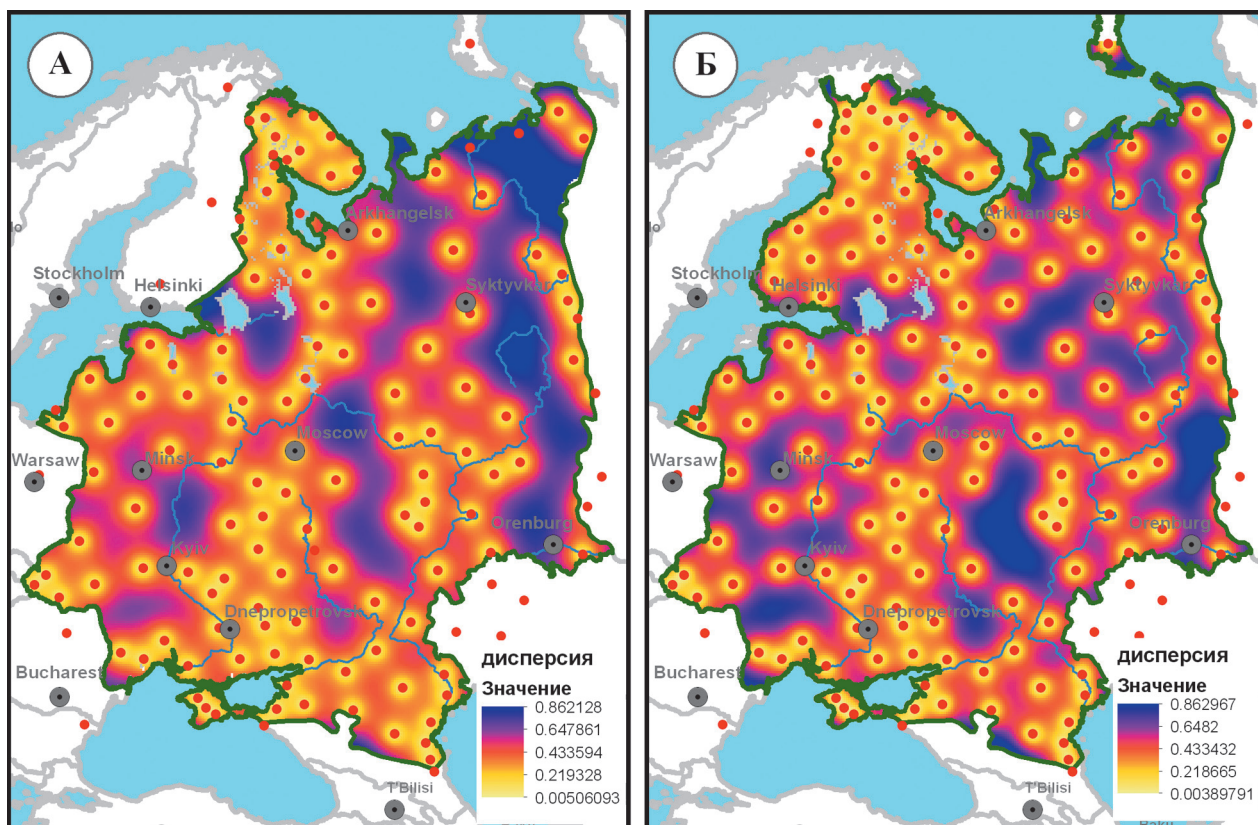 А
lo
Stockholm
Helsinki
Arkhangelsk
Syktyvkar
Warsaw
Minsk
Moscow
Kyiv
Orenburg
Dnepropetrovsk
Bucharest
T'Bilisi
дисперсия
Значение
0.862128
0.647861
0.433594
0.219328
0.00506093
Б
lo
Stockholm
Helsinki
Arkhangelsk
Syktyvkar
Warsaw
Minsk
Moscow
Kyiv
Orenburg
Dnepropetrovsk
Bucharest
T'Bilisi
дисперсия
Значение
0.862967
0.6482
0.433432
0.218665
0.00389791